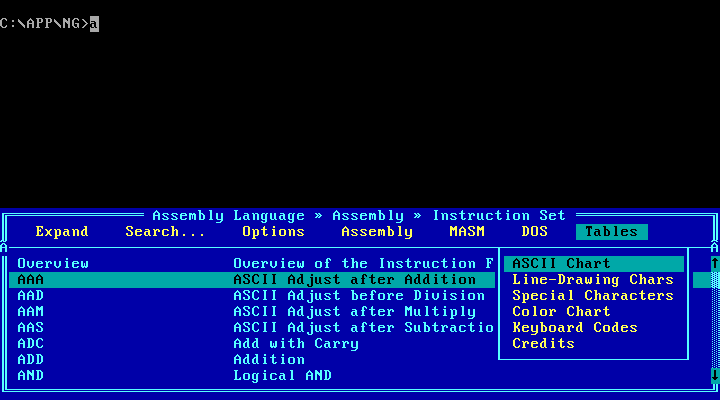 C:\APP\NG>a
Assembly Language » Assembly » Instruction Set
Expand Search... Options Assembly MASM DOS Tables
Overview Overview of the Instruction F
AAA ASCII Adjust after Addition
AAD ASCII Adjust before Division
AAM ASCII Adjust after Multiply
AAS ASCII Adjust after Subtractio
ADC Add with Carry
ADD Addition
AND Logical AND
ASCII Chart
Line-Drawing Chars
Special Characters
Color Chart
Keyboard Codes
Credits